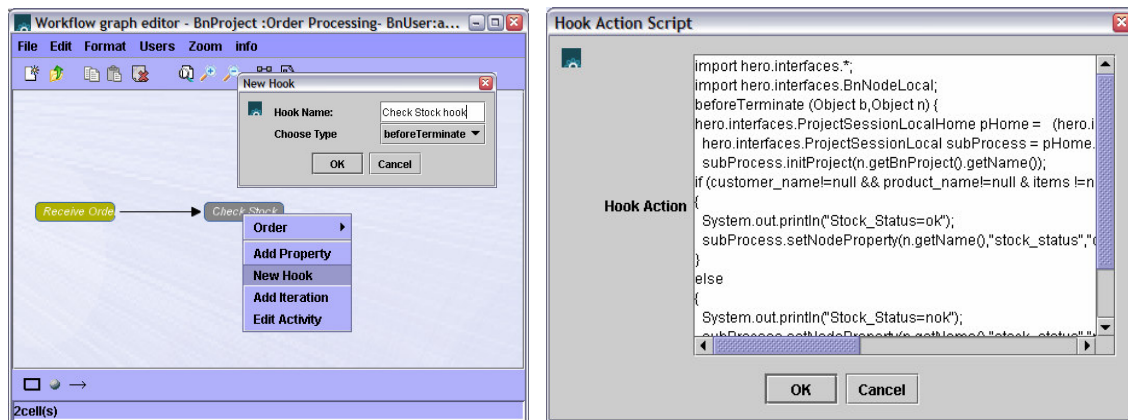 Workflow graph editor - BnProject :Order Processing- BnUser:a...
File Edit Format Users Zoom info
New Hook
Hook Name: Check Stock hook
Choose Type beforeTerminate
OK Cancel
Receive Orde
Check Stock
Order
Add Property
New Hook
Add Iteration
Edit Activity
2cell(s)
Hook Action Script
Hook Action
import hero.interfaces.*;
import hero.interfaces.BnNodeLocal;
beforeTerminate (Object b,Object n) {
hero.interfaces.ProjectSessionLocalHome pHome = (hero.i
hero.interfaces.ProjectSessionLocal subProcess = pHome.
subProcess.initProject(n.getBnProject().getName());
if (customer_name!=null && product_name!=null & items !=n
{
System.out.println("Stock_Status=ok");
subProcess.setNodeProperty(n.getName(),"stock_status","
}
else
{
System.out.println("Stock_Status=nok");
subProcess.setNodeProperty(n.getName(),"stock_status","
OK Cancel